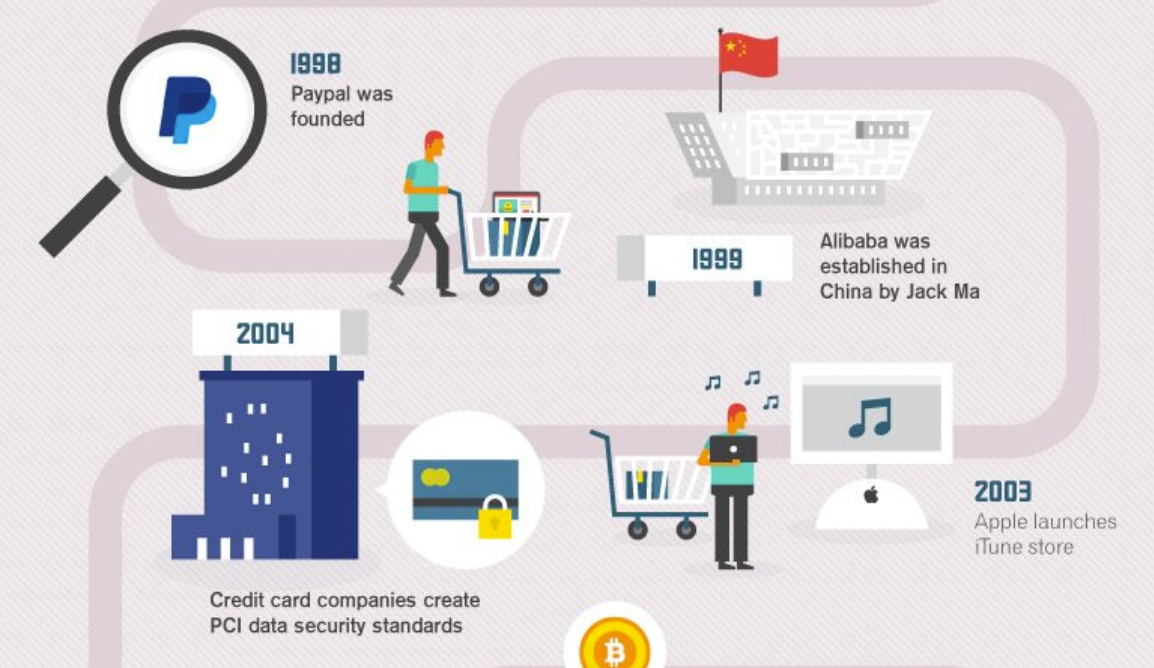 1998
Paypal was
founded
1999
Alibaba was
established in
China by Jack Ma
2003
Apple launches
iTune store
2004
Credit card companies create
PCI data security standards